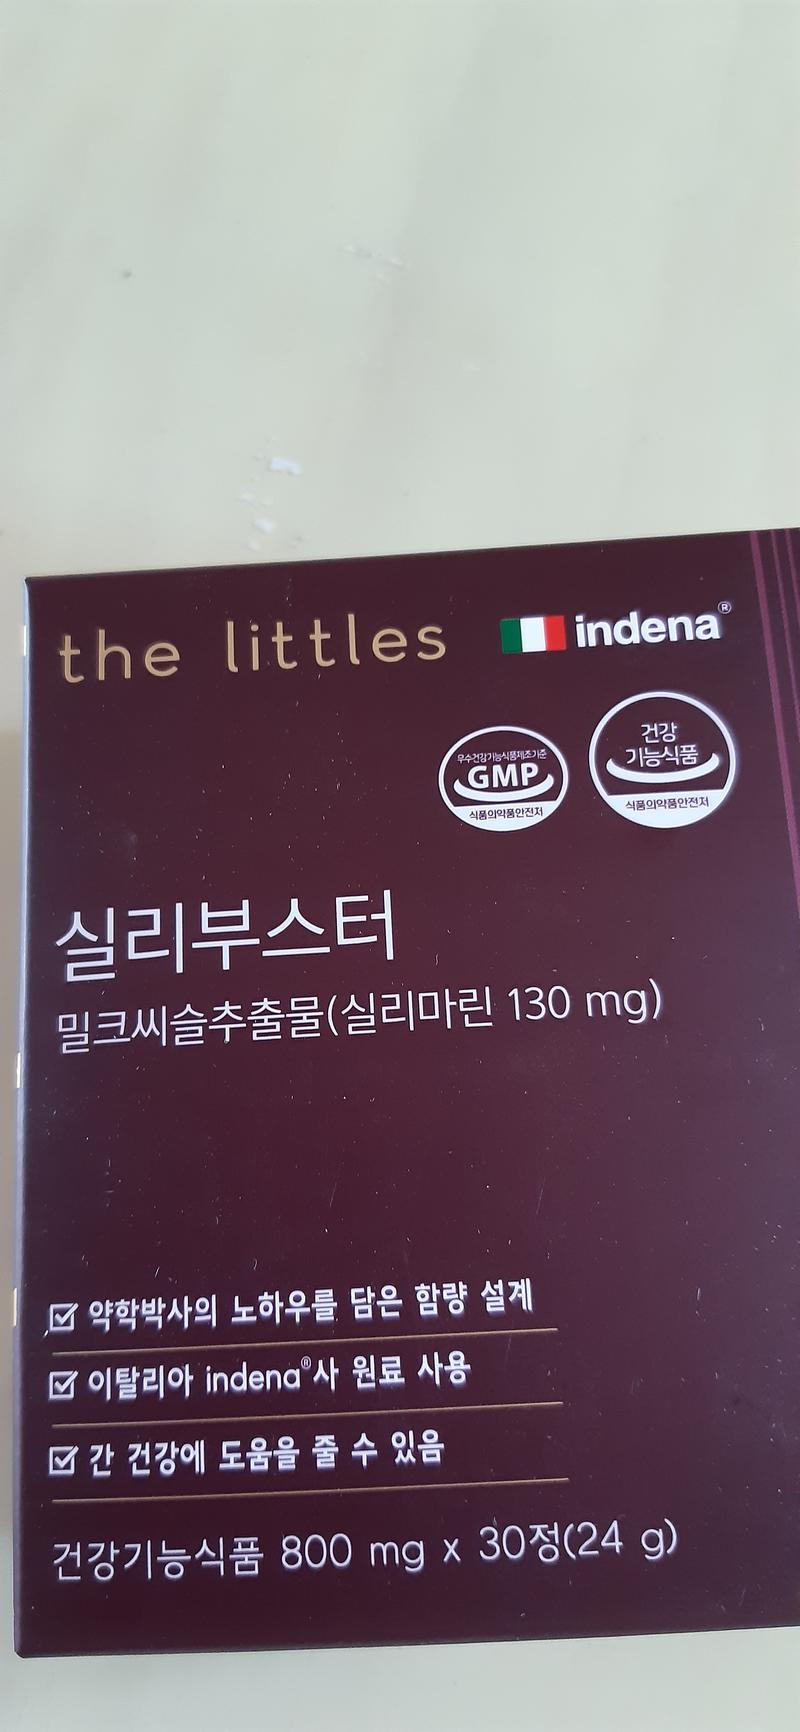 the littles
indena®
우수건강기능식품제조기준
GMP
식품의약품안전처
건강
기능식품
식품의약품안전처
실리부스터
밀크씨슬추출물(실리마린 130 mg)
☑ 약학박사의 노하우를 담은 함량 설계
☑ 이탈리아 indena®사 원료 사용
☑ 간 건강에 도움을 줄 수 있음
건강기능식품 800 mg x 30정(24 g)